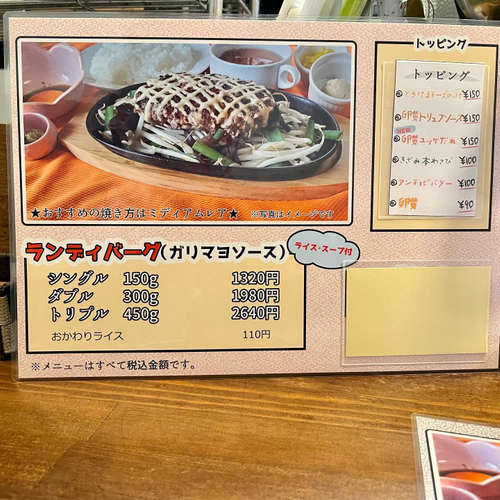 トッピング
トッピング
とろけるチーズのせ ¥150
卵黄トリュフソープ ¥150
NEW
卵黄ユッケだれ ¥150
きざみ本わさび ¥100
アンチョビバター ¥100
卵黄 ¥90
★おすすめの焼き方はミディアムレア★ ※写真はイメージです
ランディバーグ(ガリマヨソース)
ライス・スープ付
シングル 150g 1320円
ダブル 300g 1980円
トリプル 450g 2640円
おかわりライス 110円
※メニューはすべて税込金額です。